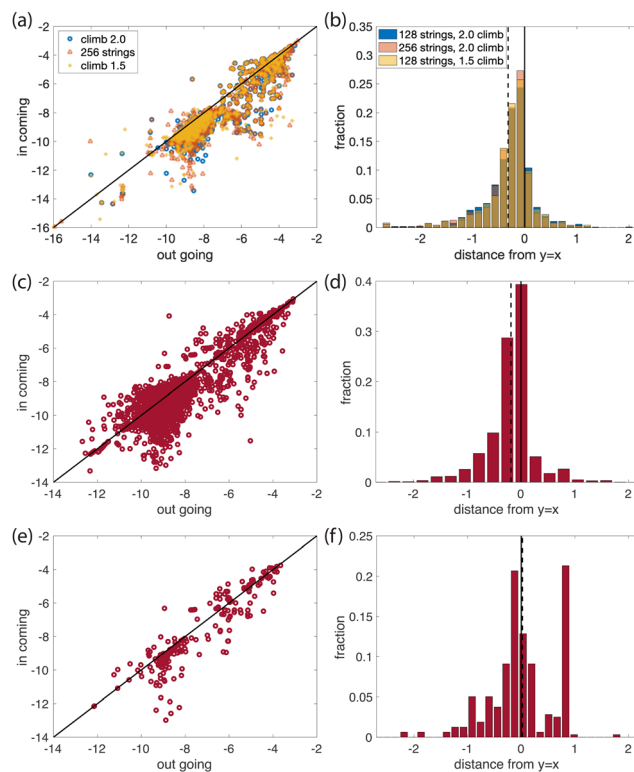 (a)
-2
-4
-6
-8
-10
-12
-14
-16
-16 -14 -12 -10 -8 -6 -4 -2
in coming
out going
climb 2.0
256 strings
climb 1.5
(b)
0.35
0.3
0.25
0.2
0.15
0.1
0.05
0
-2 -1 0 1 2
fraction
distance from y=x
128 strings, 2.0 climb
256 strings, 2.0 climb
128 strings, 1.5 climb
(c)
-2
-4
-6
-8
-10
-12
-14
-14 -12 -10 -8 -6 -4 -2
in coming
out going
(d)
0.4
0.3
0.2
0.1
0
-2 -1 0 1 2
fraction
distance from y=x
(e)
-2
-4
-6
-8
-10
-12
-14
-14 -12 -10 -8 -6 -4 -2
in coming
out going
(f)
0.25
0.2
0.15
0.1
0.05
0
-2 -1 0 1 2
fraction
distance from y=x